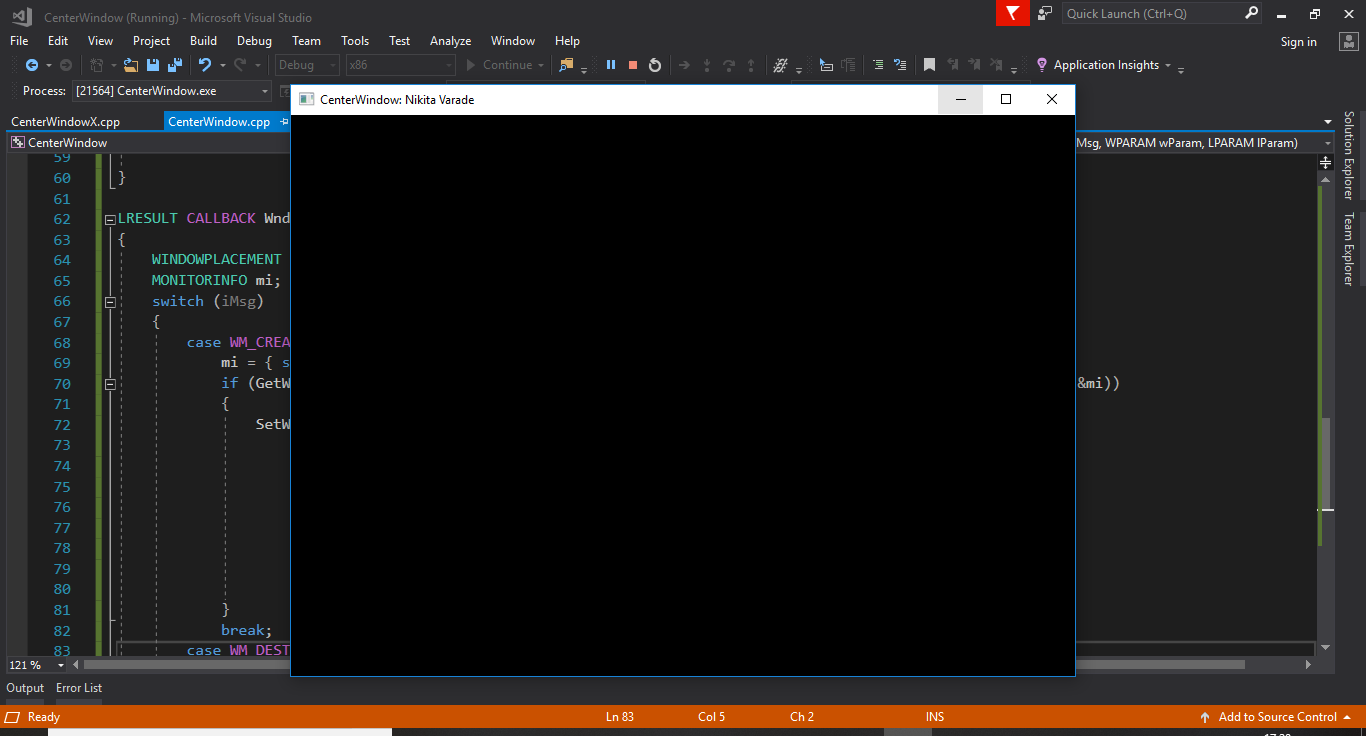 CenterWindow (Running) - Microsoft Visual Studio
Quick Launch (Ctrl+Q)
File Edit View Project Build Debug Team Tools Test Analyze Window Help
Sign in
Debug x86 Continue Application Insights
Process: [21564] CenterWindow.exe
CenterWindow: Nikita Varade
CenterWindowX.cpp CenterWindow.cpp
CenterWindow
Msg, WPARAM wParam, LPARAM lParam)
Solution Explorer
Team Explorer
59
60 }
61
62 LRESULT CALLBACK Wnd
63 {
64 WINDOWPLACEMENT
65 MONITORINFO mi;
66 switch (iMsg)
67 {
68 case WM_CREA
69 mi = { s
70 if (GetW &mi))
71 {
72 SetW
73
74
75
76
77
78
79
80
81 }
82 break;
83 case WM_DEST
121 %
Output Error List
Ready Ln 83 Col 5 Ch 2 INS Add to Source Control